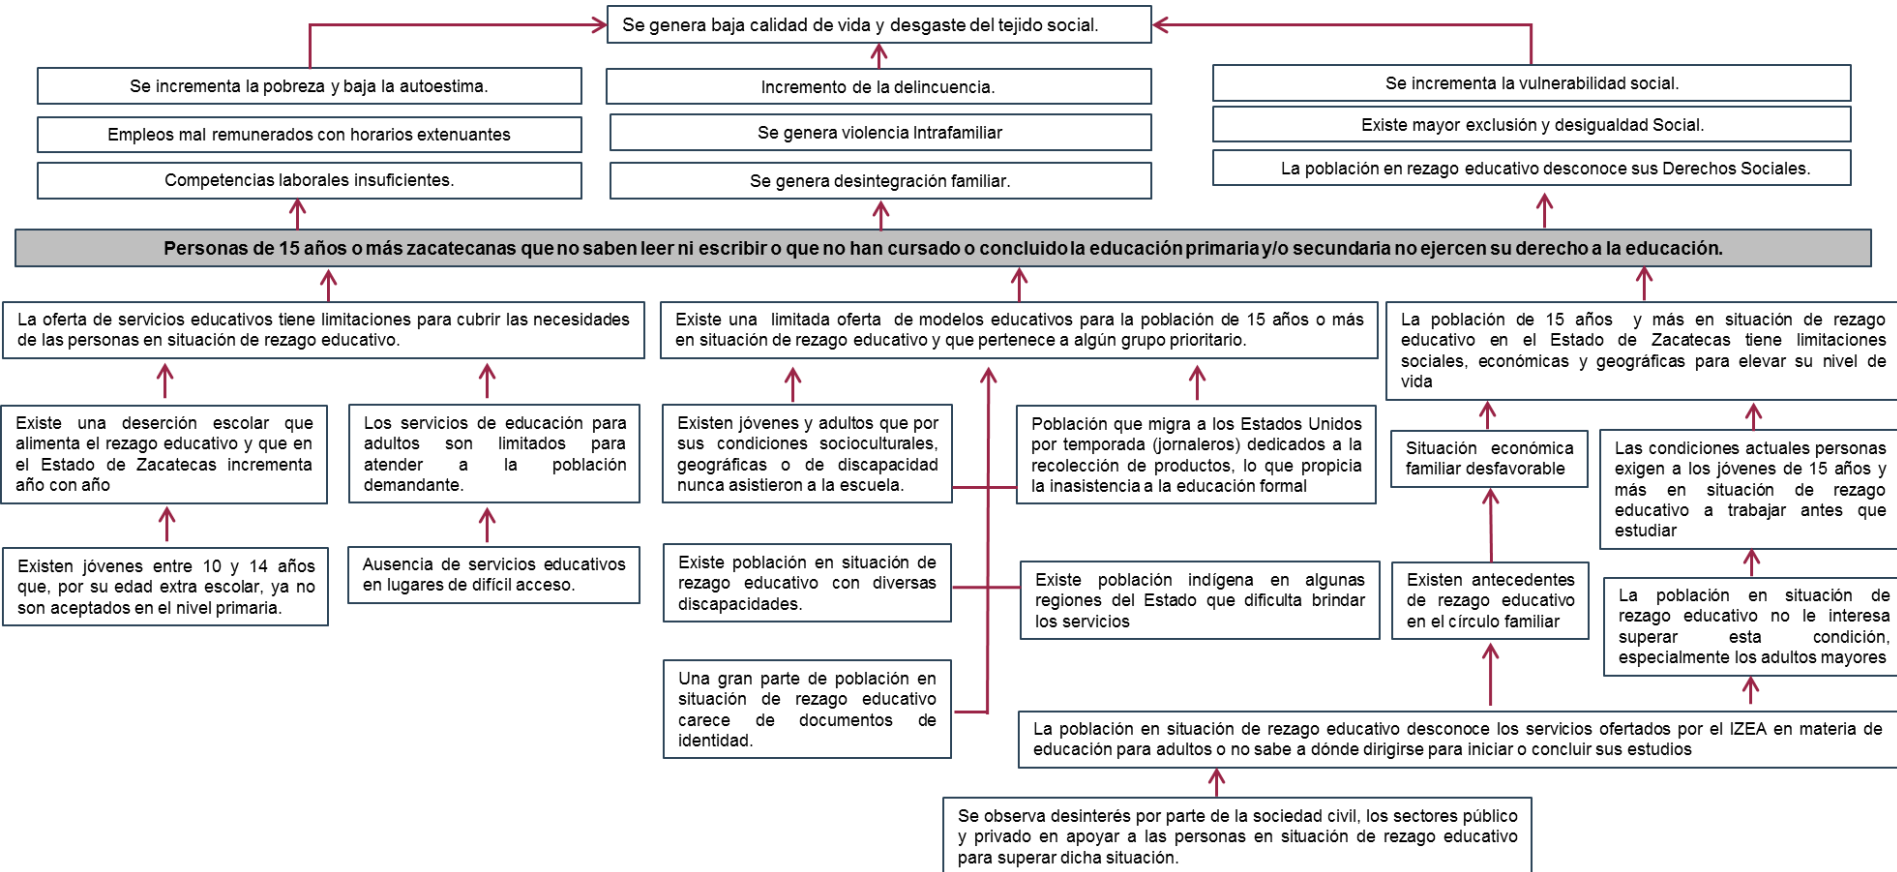 Se genera baja calidad de vida y desgaste del tejido social.
Se incrementa la pobreza y baja la autoestima.
Incremento de la delincuencia.
Se incrementa la vulnerabilidad social.
Empleos mal remunerados con horarios extenuantes
Se genera violencia Intrafamiliar
Existe mayor exclusión y desigualdad Social.
Competencias laborales insuficientes.
Se genera desintegración familiar.
La población en rezago educativo desconoce sus Derechos Sociales.
Personas de 15 años o más zacatecanas que no saben leer ni escribir o que no han cursado o concluido la educación primaria y/o secundaria no ejercen su derecho a la educación.
La oferta de servicios educativos tiene limitaciones para cubrir las necesidades
de las personas en situación de rezago educativo.
Existe una limitada oferta de modelos educativos para la población de 15 años o más
en situación de rezago educativo y que pertenece a algún grupo prioritario.
La población de 15 años y más en situación de rezago
educativo en el Estado de Zacatecas tiene limitaciones
sociales, económicas y geográficas para elevar su nivel de
vida
Existe una deserción escolar que
alimenta el rezago educativo y que en
el Estado de Zacatecas incrementa
año con año
Los servicios de educación para
adultos son limitados para
atender a la población
demandante.
Existen jóvenes y adultos que por
sus condiciones socioculturales,
geográficas o de discapacidad
nunca asistieron a la escuela.
Población que migra a los Estados Unidos
por temporada (jornaleros) dedicados a la
recolección de productos, lo que propicia
la inasistencia a la educación formal
Situación económica
familiar desfavorable
Las condiciones actuales personas
exigen a los jóvenes de 15 años y
más en situación de rezago
educativo a trabajar antes que
estudiar
Existen jóvenes entre 10 y 14 años
que, por su edad extra escolar, ya no
son aceptados en el nivel primaria.
Ausencia de servicios educativos
en lugares de difícil acceso.
Existe población en situación de
rezago educativo con diversas
discapacidades.
Existe población indígena en algunas
regiones del Estado que dificulta brindar
los servicios
Existen antecedentes
de rezago educativo
en el círculo familiar
La población en situación de
rezago educativo no le interesa
superar esta condición,
especialmente los adultos mayores
Una gran parte de población en
situación de rezago educativo
carece de documentos de
identidad.
La población en situación de rezago educativo desconoce los servicios ofertados por el IZEA en materia de
educación para adultos o no sabe a dónde dirigirse para iniciar o concluir sus estudios
Se observa desinterés por parte de la sociedad civil, los sectores público
y privado en apoyar a las personas en situación de rezago educativo
para superar dicha situación.